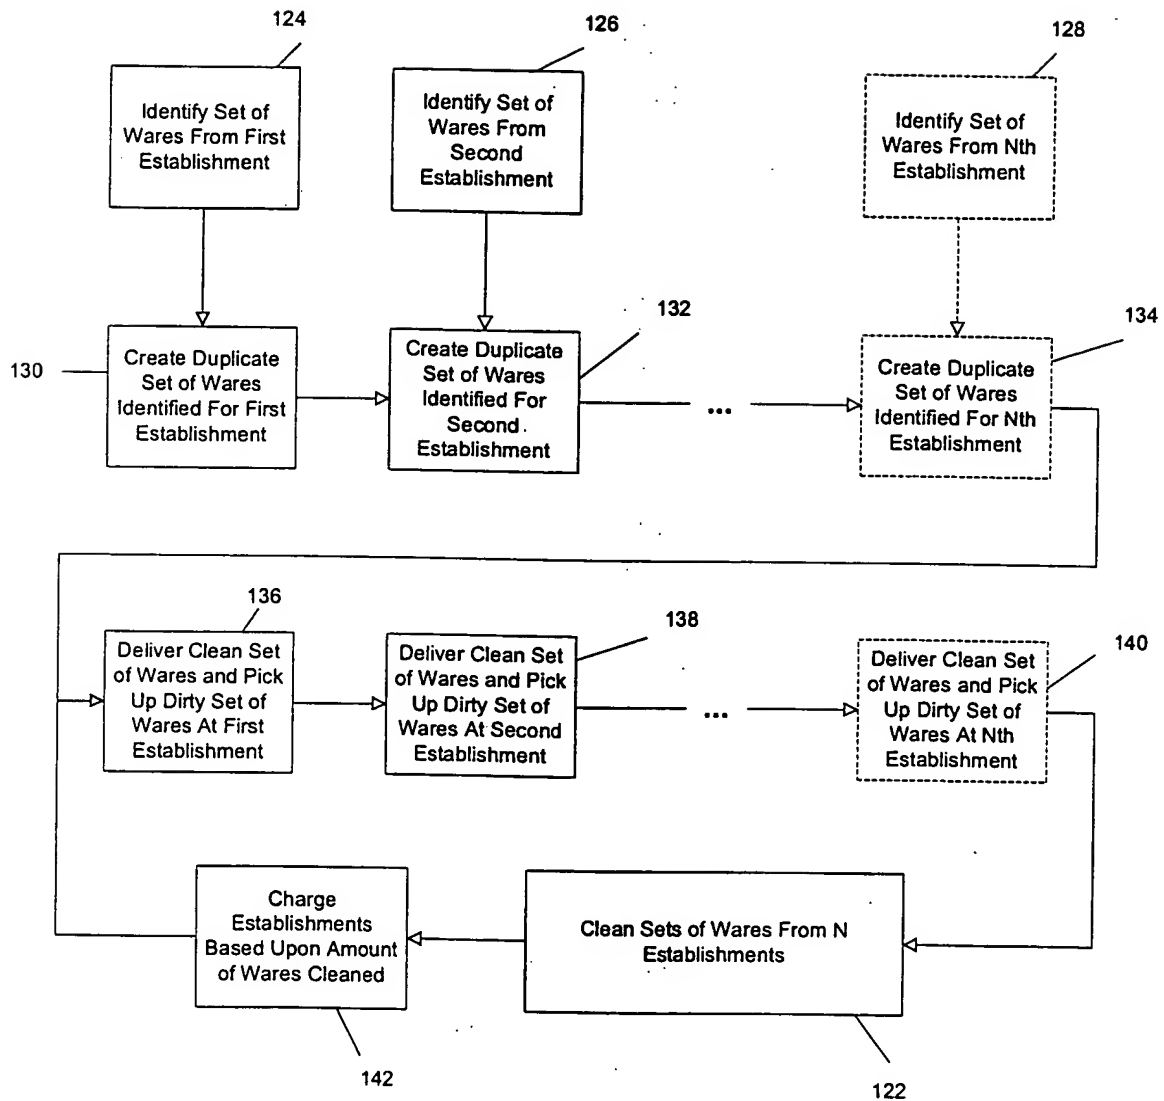 124
126
128
Identify Set of
Wares From First
Establishment
Identify Set of
Wares From
Second
Establishment
Identify Set of
Wares From Nth
Establishment
130
132
134
Create Duplicate
Set of Wares
Identified For First
Establishment
Create Duplicate
Set of Wares
Identified For
Second
Establishment
...
Create Duplicate
Set of Wares
Identified For Nth
Establishment
136
138
140
Deliver Clean Set
of Wares and Pick
Up Dirty Set of
Wares At First
Establishment
Deliver Clean Set
of Wares and Pick
Up Dirty Set of
Wares At Second
Establishment
...
Deliver Clean Set
of Wares and Pick
Up Dirty Set of
Wares At Nth
Establishment
Charge
Establishments
Based Upon Amount
of Wares Cleaned
Clean Sets of Wares From N
Establishments
142
122